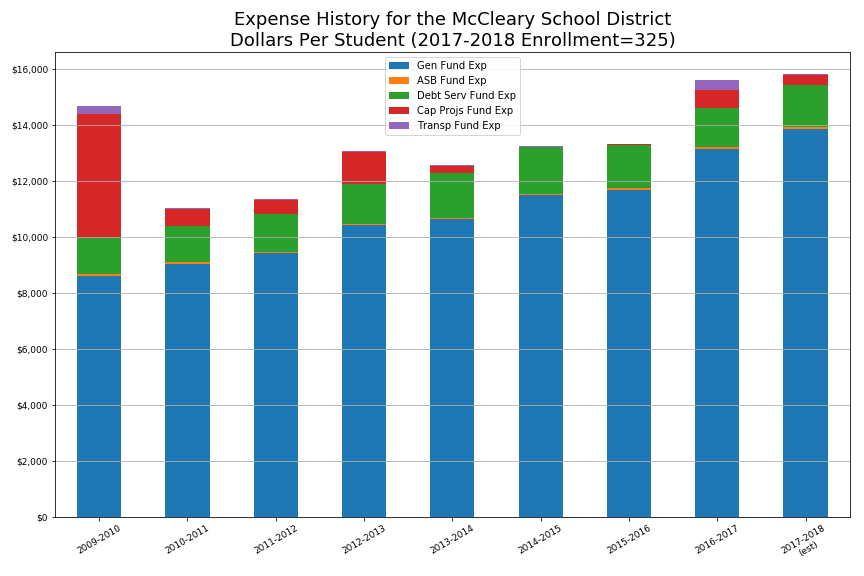 Expense History for the McCleary School District
Dollars Per Student (2017-2018 Enrollment=325)
Gen Fund Exp
ASB Fund Exp
Debt Serv Fund Exp
Cap Projs Fund Exp
Transp Fund Exp
$16,000
$14,000
$12,000
$10,000
$8,000
$6,000
$4,000
$2,000
$0
2009-2010
2010-2011
2011-2012
2012-2013
2013-2014
2014-2015
2015-2016
2016-2017
2017-2018
(est)